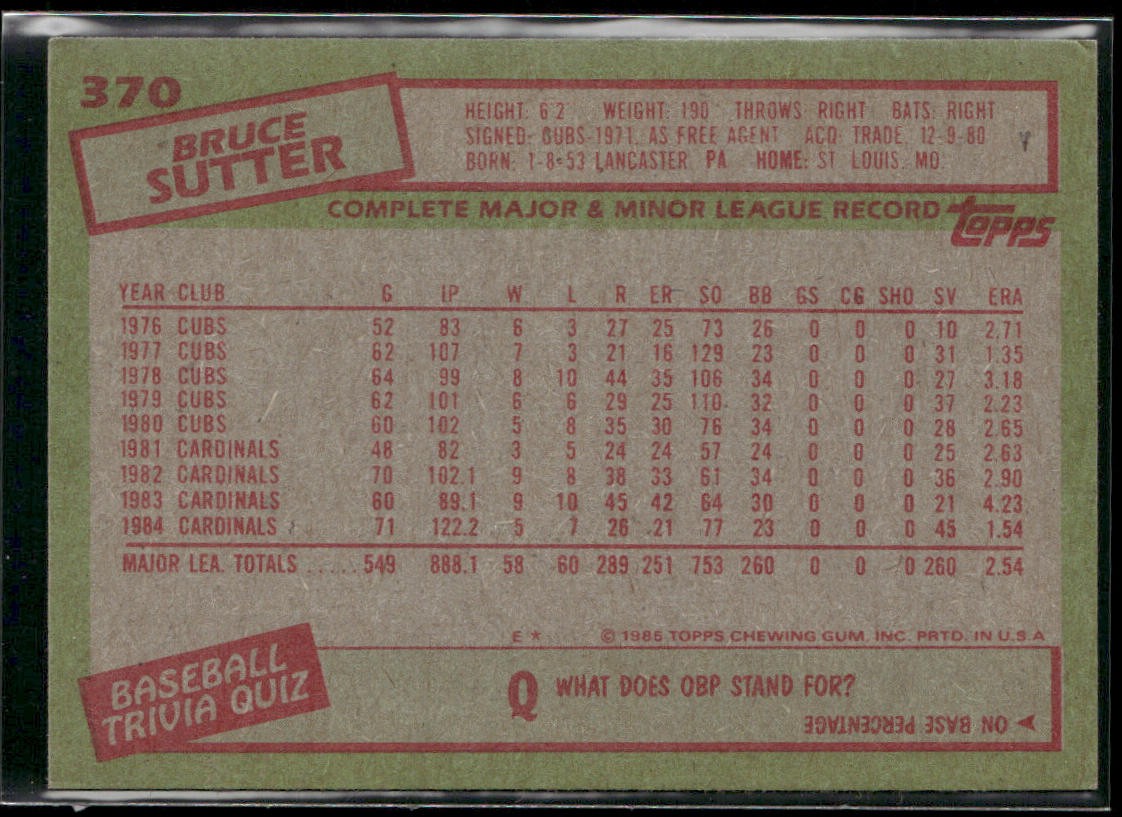 370
BRUCE
SUTTER
HEIGHT: 6'2 WEIGHT: 190 THROWS: RIGHT BATS: RIGHT
SIGNED: CUBS-1971, AS FREE AGENT ACQ: TRADE, 12-9-80
BORN: 1-8-53 LANCASTER, PA HOME: ST LOUIS, MO.
COMPLETE MAJOR & MINOR LEAGUE RECORD
topps
YEAR CLUB G IP W L R ER SO BB GS CG SHO SV ERA
1976 CUBS 52 83 6 3 27 25 73 26 0 0 0 10 2.71
1977 CUBS 62 107 7 3 21 16 129 23 0 0 0 31 1.35
1978 CUBS 64 99 8 10 44 35 106 34 0 0 0 27 3.18
1979 CUBS 62 101 6 6 29 25 110 32 0 0 0 37 2.23
1980 CUBS 60 102 5 8 35 30 76 34 0 0 0 28 2.65
1981 CARDINALS 48 82 3 5 24 24 57 24 0 0 0 25 2.63
1982 CARDINALS 70 102.1 9 8 38 33 61 34 0 0 0 36 2.90
1983 CARDINALS 60 89.1 9 10 45 42 64 30 0 0 0 21 4.23
1984 CARDINALS 71 122.2 5 7 26 21 77 23 0 0 0 45 1.54
MAJOR LEA. TOTALS ..... 549 888.1 58 60 289 251 753 260 0 0 0 260 2.54
E * © 1985 TOPPS CHEWING GUM, INC. PRTD. IN U.S.A
BASEBALL
TRIVIA QUIZ
Q WHAT DOES OBP STAND FOR?
ON BASE PERCENTAGE